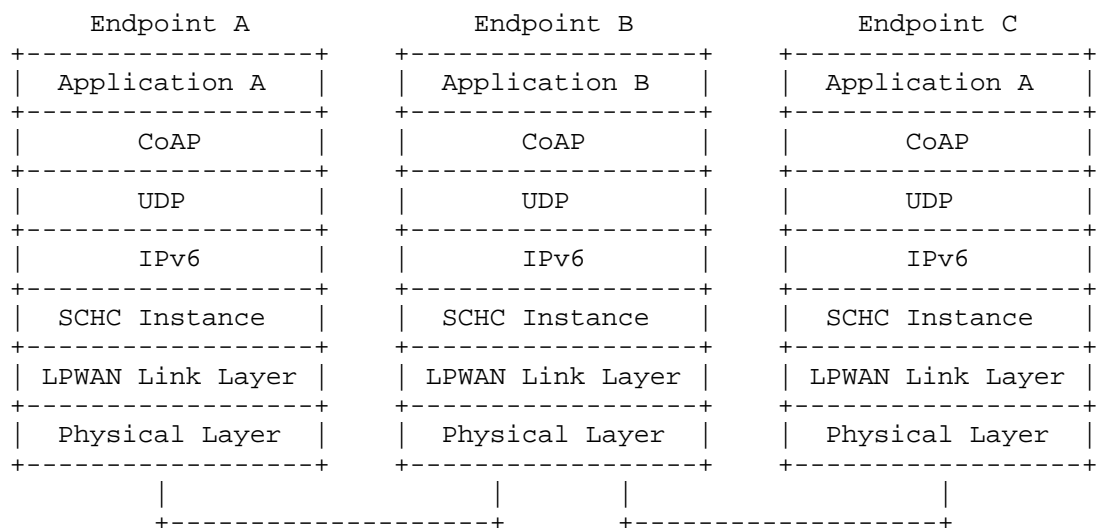 Endpoint A Endpoint B Endpoint C
+------------------+ +------------------+ +------------------+
| Application A | | Application B | | Application A |
+------------------+ +------------------+ +------------------+
| CoAP | | CoAP | | CoAP |
+------------------+ +------------------+ +------------------+
| UDP | | UDP | | UDP |
+------------------+ +------------------+ +------------------+
| IPv6 | | IPv6 | | IPv6 |
+------------------+ +------------------+ +------------------+
| SCHC Instance | | SCHC Instance | | SCHC Instance |
+------------------+ +------------------+ +------------------+
| LPWAN Link Layer | | LPWAN Link Layer | | LPWAN Link Layer |
+------------------+ +------------------+ +------------------+
| Physical Layer | | Physical Layer | | Physical Layer |
+------------------+ +------------------+ +------------------+
| | | |
+--------------------+ +-------------------+